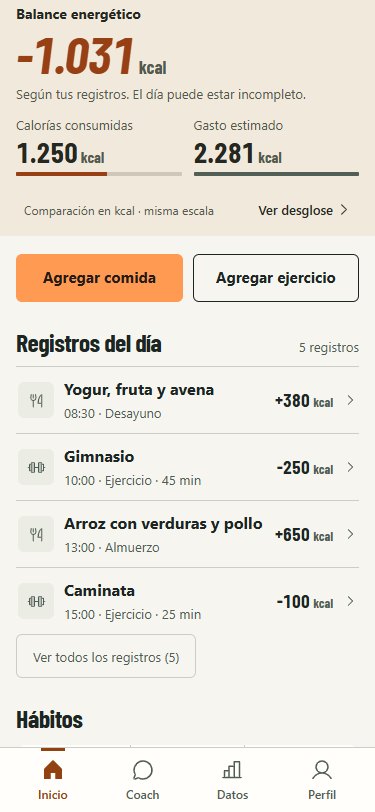 Balance energético
-1.031 kcal
Según tus registros. El día puede estar incompleto.
Calorías consumidas
1.250 kcal
Gasto estimado
2.281 kcal
Comparación en kcal · misma escala
Ver desglose
Agregar comida
Agregar ejercicio
Registros del día
5 registros
Yogur, fruta y avena
08:30 · Desayuno
+380 kcal
Gimnasio
10:00 · Ejercicio · 45 min
-250 kcal
Arroz con verduras y pollo
13:00 · Almuerzo
+650 kcal
Caminata
15:00 · Ejercicio · 25 min
-100 kcal
Ver todos los registros (5)
Hábitos
Inicio
Coach
Datos
Perfil